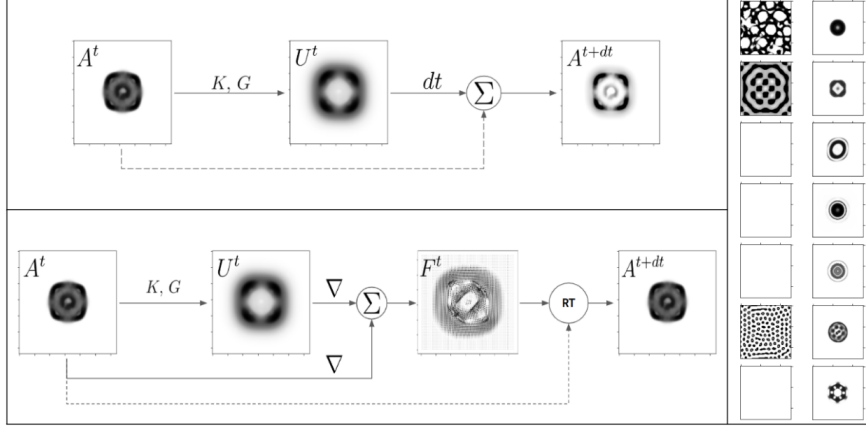 A^t
K, G
U^t
dt
Σ
A^{t+dt}
A^t
K, G
U^t
∇
∇
Σ
F^t
RT
A^{t+dt}